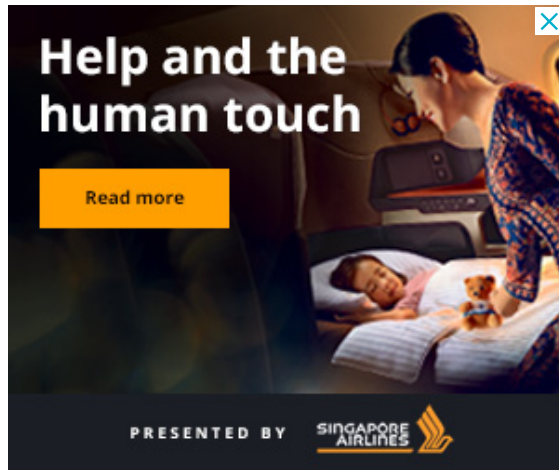 Help and the
human touch
Read more
PRESENTED BY
SINGAPORE
AIRLINES